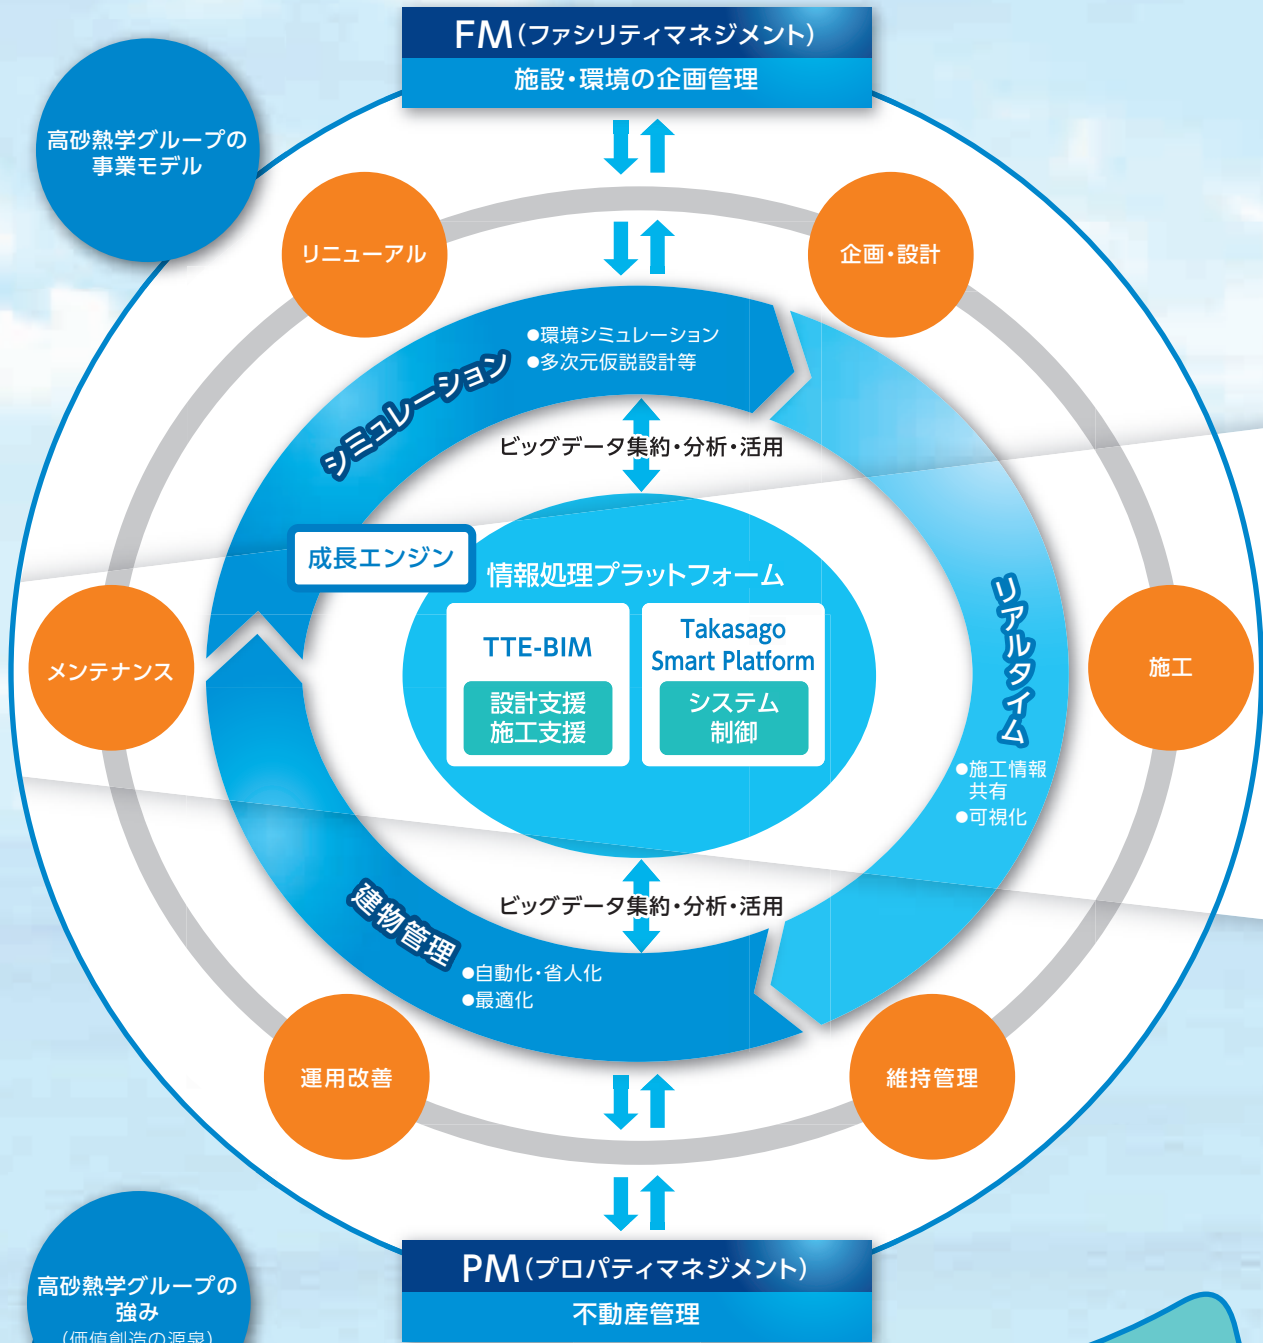 FM(ファシリティマネジメント)
施設・環境の企画管理
高砂熱学グループの
事業モデル
リニューアル
企画・設計
●環境シミュレーション
●多次元仮説設計等
シミュレーション
ビッグデータ集約・分析・活用
成長エンジン
情報処理プラットフォーム
TTE-BIM
設計支援
施工支援
Takasago
Smart Platform
システム
制御
リアルタイム
●施工情報
共有
●可視化
メンテナンス
施工
ビッグデータ集約・分析・活用
建物管理
●自動化・省人化
●最適化
運用改善
維持管理
PM(プロパティマネジメント)
不動産管理
高砂熱学グループの
強み
(価値創造の源泉)